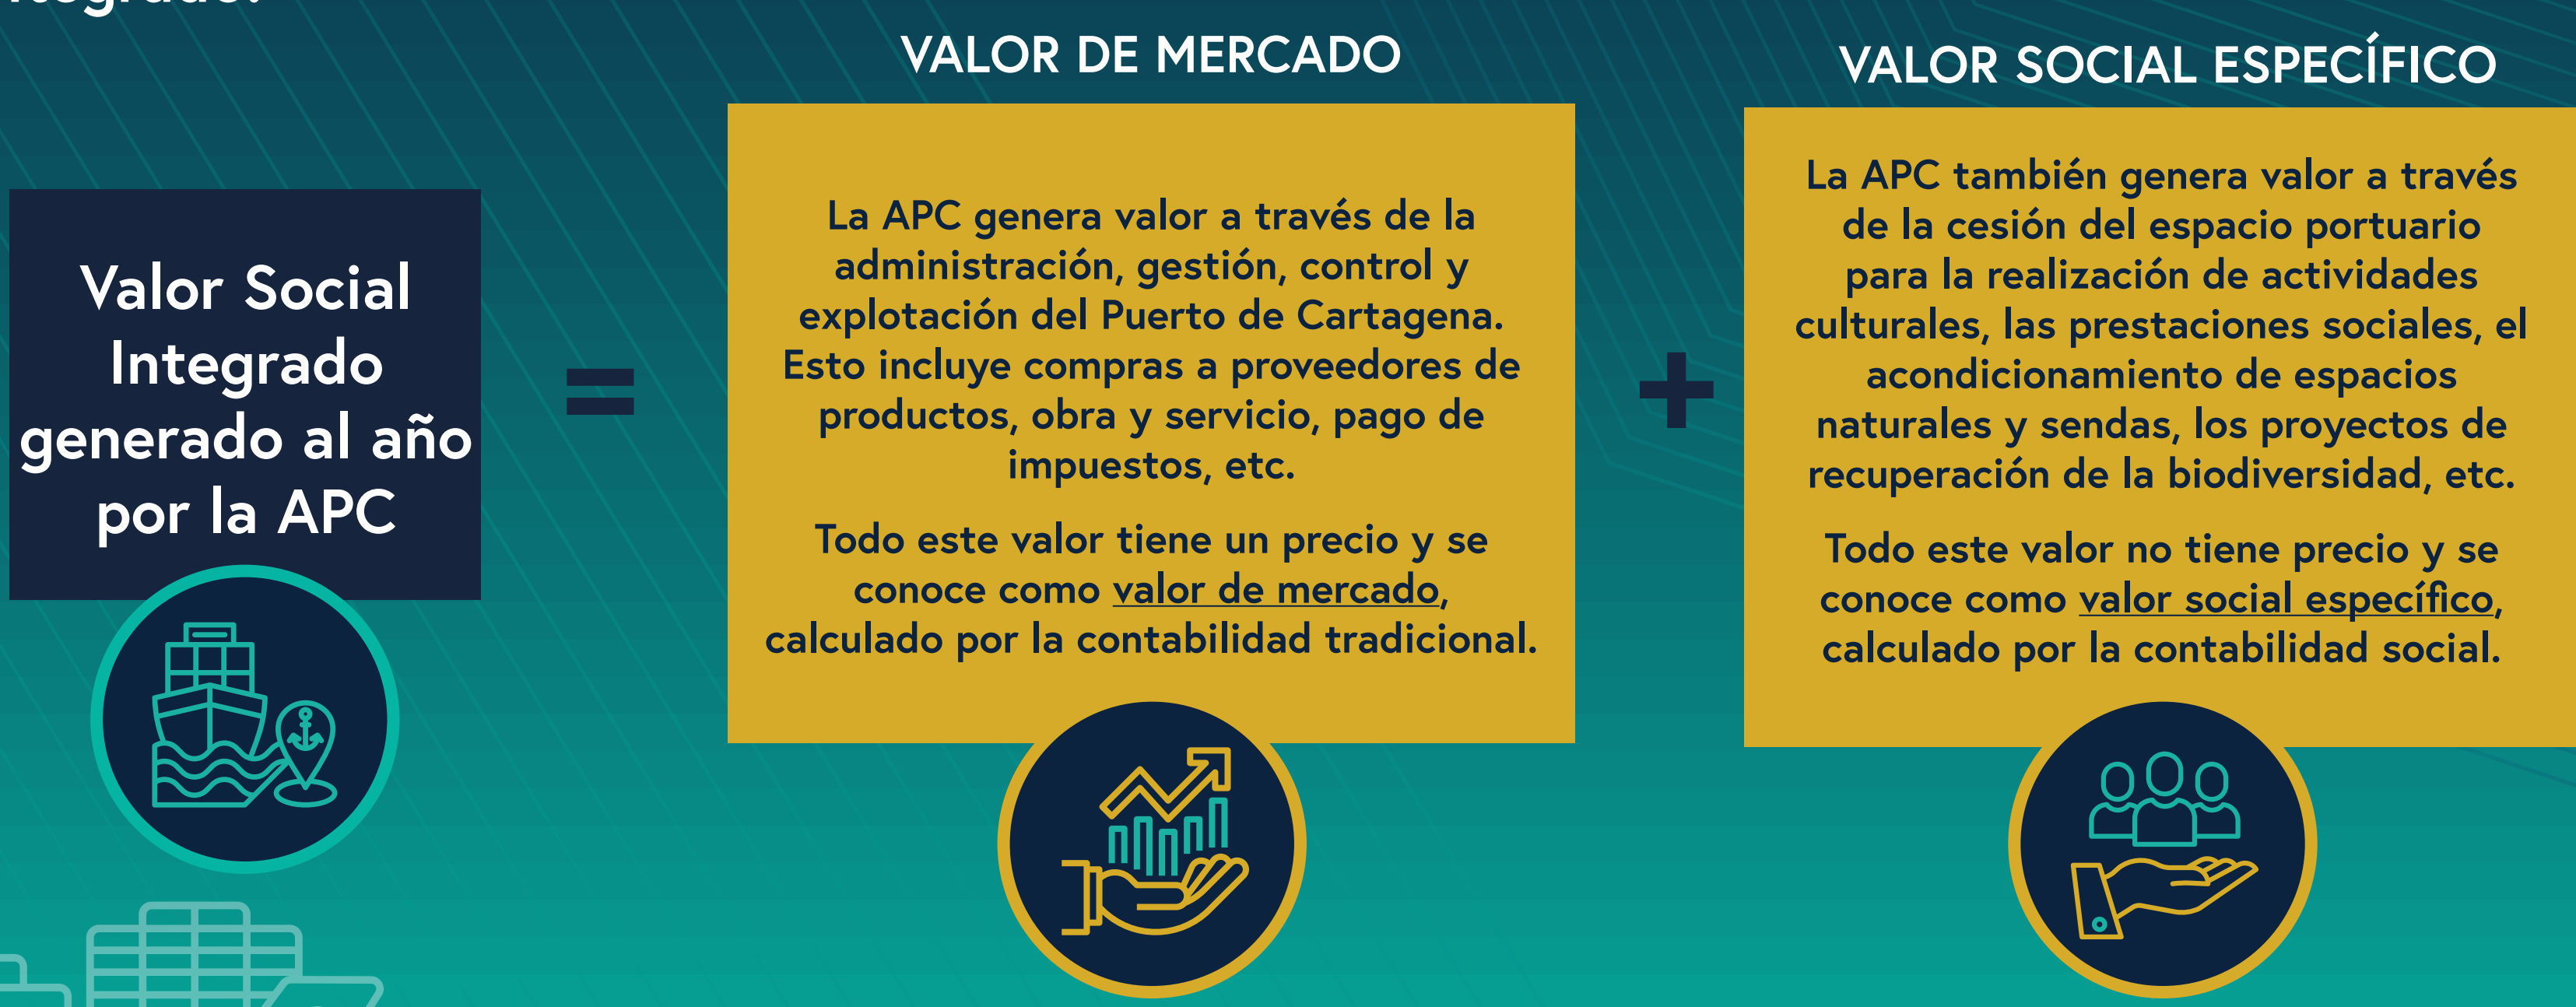 VALOR DE MERCADO
VALOR SOCIAL ESPECÍFICO
Valor Social
Integrado
generado al año
por la APC
=
La APC genera valor a través de la
administración, gestión, control y
explotación del Puerto de Cartagena.
Esto incluye compras a proveedores de
productos, obra y servicio, pago de
impuestos, etc.
Todo este valor tiene un precio y se
conoce como valor de mercado,
calculado por la contabilidad tradicional.
+
La APC también genera valor a través
de la cesión del espacio portuario
para la realización de actividades
culturales, las prestaciones sociales, el
acondicionamiento de espacios
naturales y sendas, los proyectos de
recuperación de la biodiversidad, etc.
Todo este valor no tiene precio y se
conoce como valor social específico,
calculado por la contabilidad social.